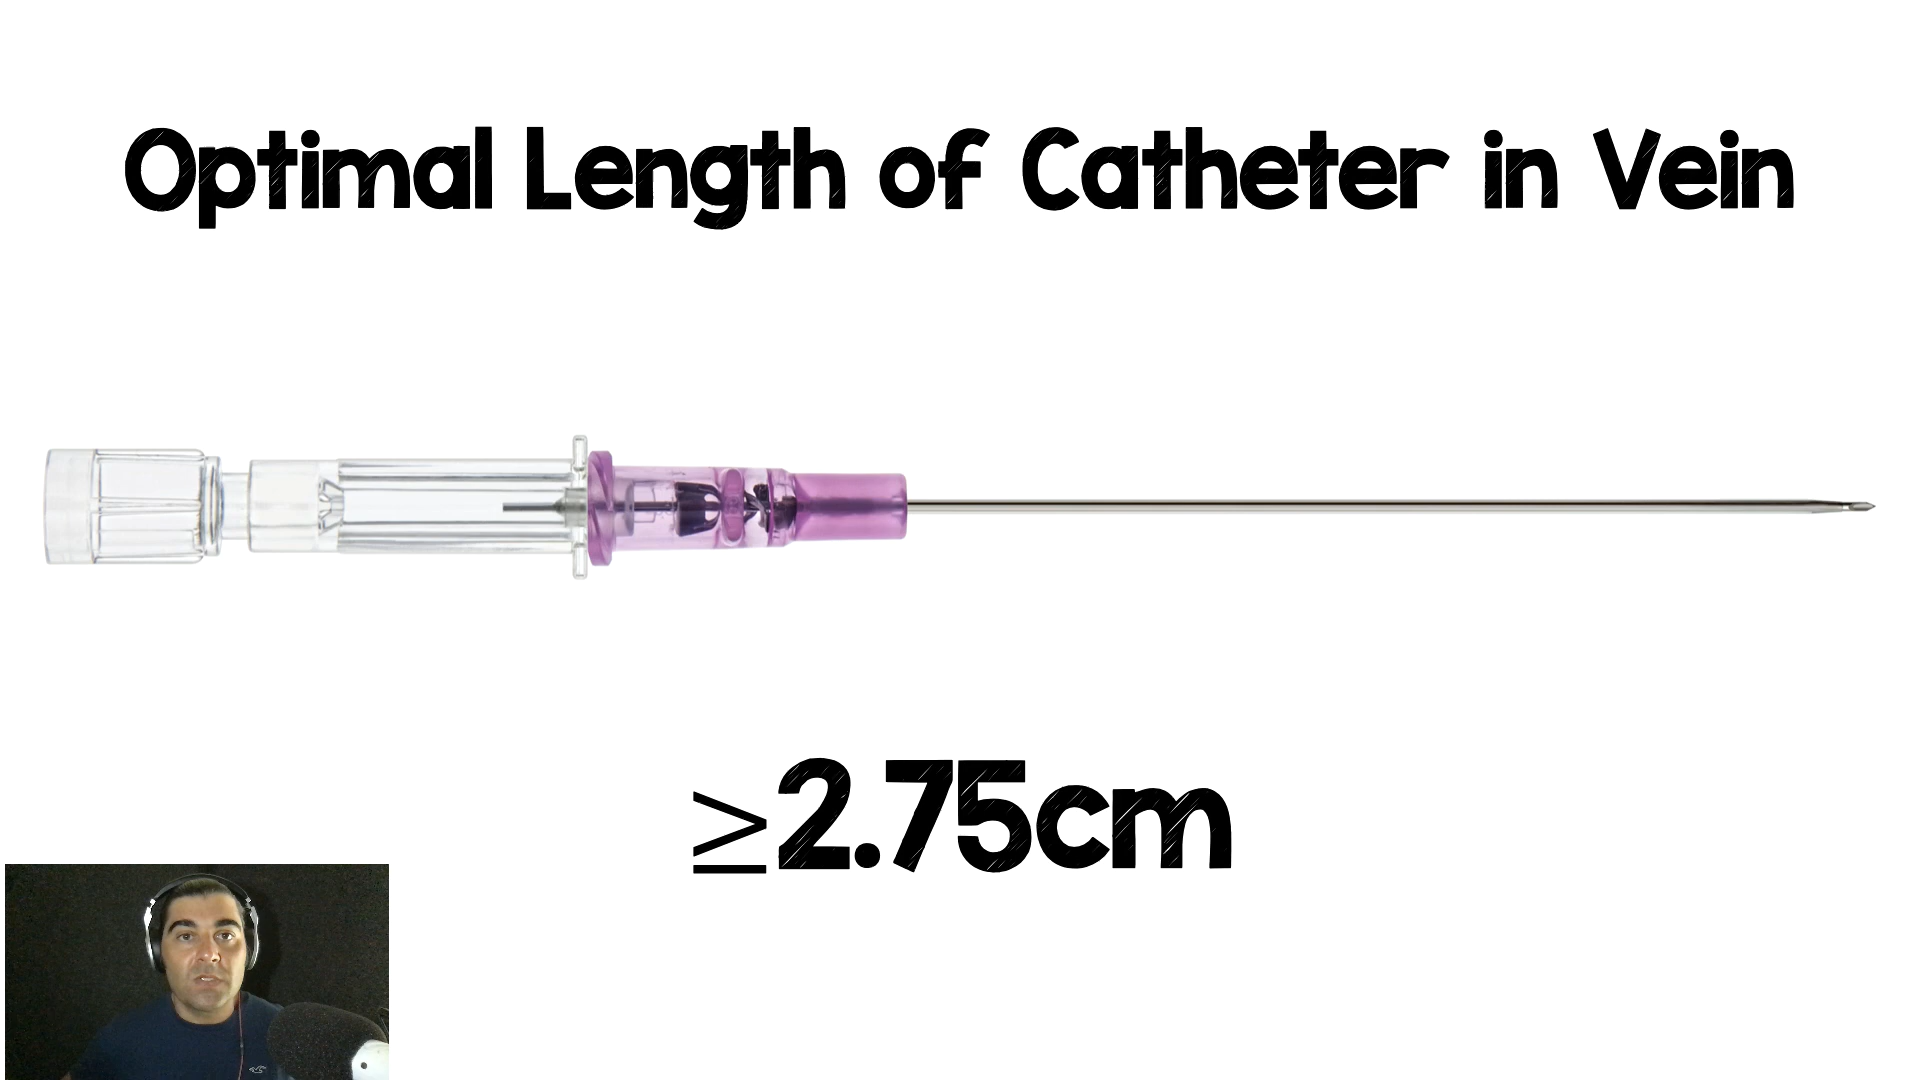 Optimal Length of Catheter in Vein
≥2.75cm